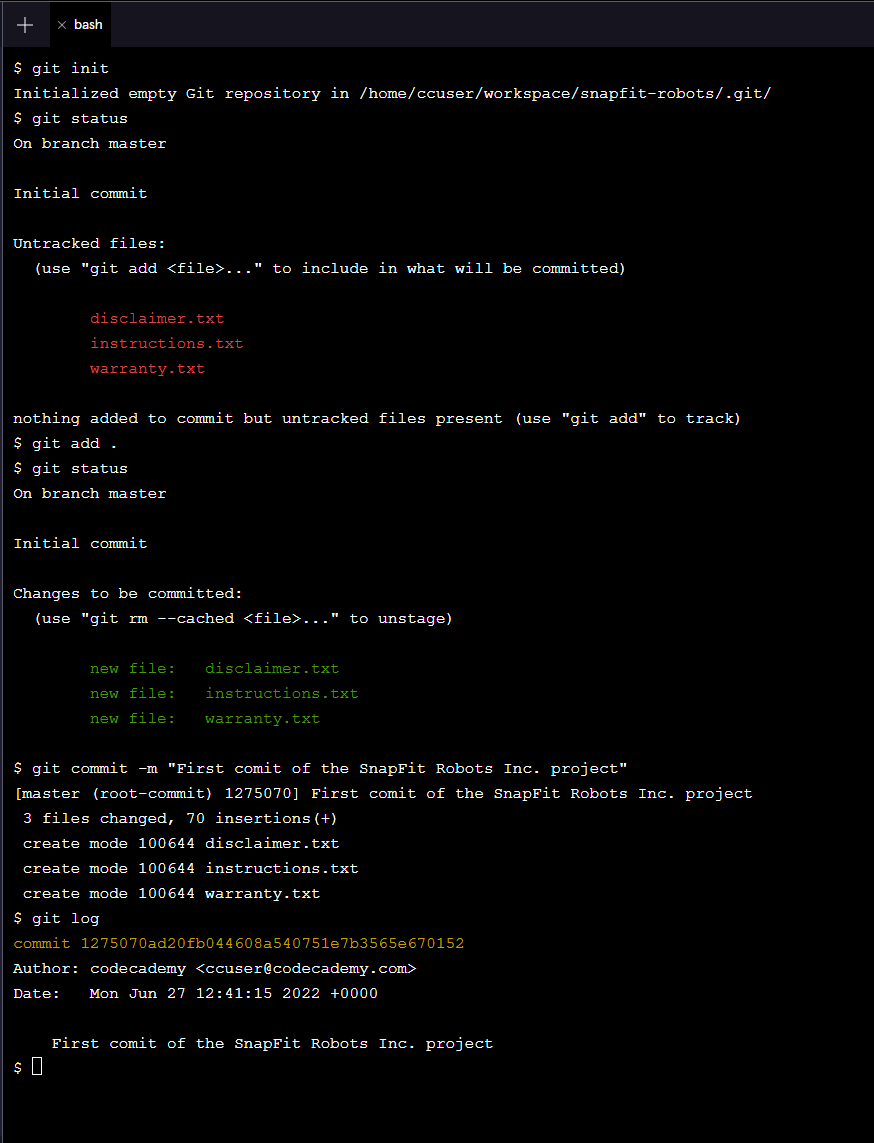 bash
$ git init
Initialized empty Git repository in /home/ccuser/workspace/snapfit-robots/.git/
$ git status
On branch master
Initial commit
Untracked files:
  (use "git add <file>..." to include in what will be committed)
        disclaimer.txt
        instructions.txt
        warranty.txt
nothing added to commit but untracked files present (use "git add" to track)
$ git add .
$ git status
On branch master
Initial commit
Changes to be committed:
  (use "git rm --cached <file>..." to unstage)
        new file:   disclaimer.txt
        new file:   instructions.txt
        new file:   warranty.txt
$ git commit -m "First comit of the SnapFit Robots Inc. project"
[master (root-commit) 1275070] First comit of the SnapFit Robots Inc. project
 3 files changed, 70 insertions(+)
 create mode 100644 disclaimer.txt
 create mode 100644 instructions.txt
 create mode 100644 warranty.txt
$ git log
commit 1275070ad20fb044608a540751e7b3565e670152
Author: codecademy <ccuser@codecademy.com>
Date:   Mon Jun 27 12:41:15 2022 +0000
    First comit of the SnapFit Robots Inc. project
$